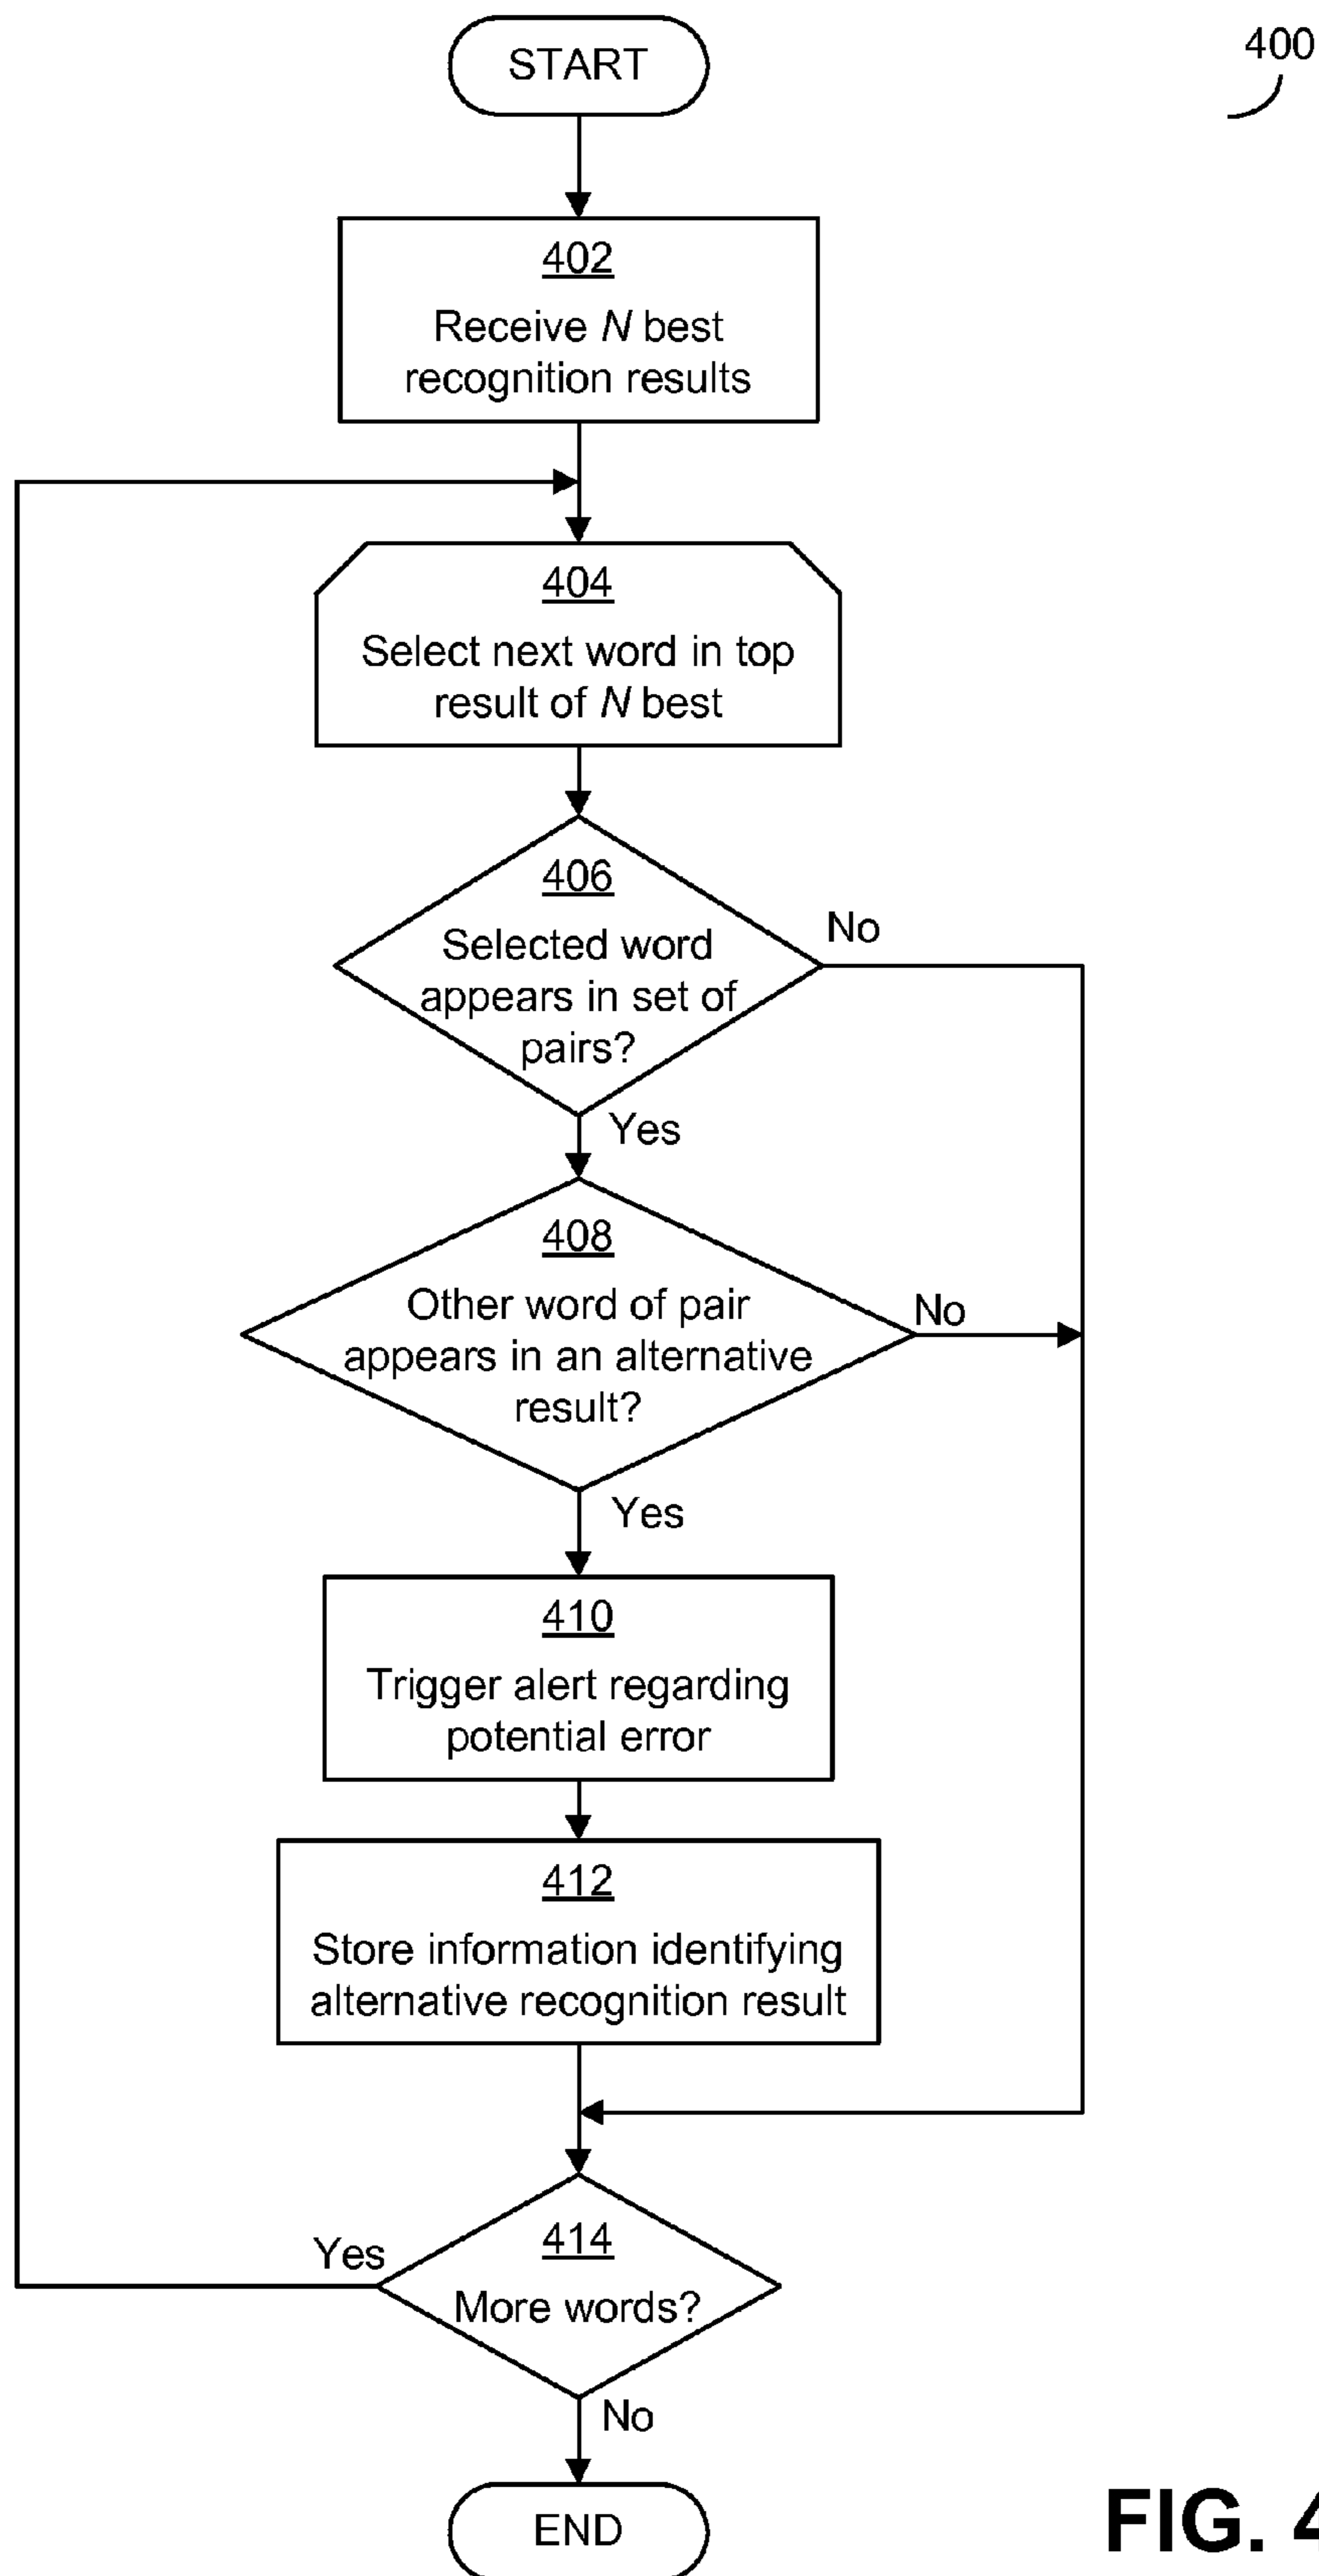 START
400
402
Receive N best
recognition results
404
Select next word in top
result of N best
406
Selected word
appears in set of
pairs?
No
Yes
408
Other word of pair
appears in an alternative
result?
No
Yes
410
Trigger alert regarding
potential error
412
Store information identifying
alternative recognition result
414
More words?
Yes
No
END
FIG. 4